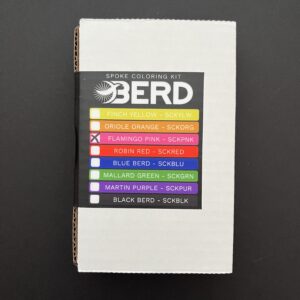 SPOKE COLORING KIT
BERD
FINCH YELLOW - SCKYLW
ORIOLE ORANGE - SCKORG
FLAMINGO PINK - SCKPNK
ROBIN RED - SCKRED
BLUE BERD - SCKBLU
MALLARD GREEN - SCKGRN
MARTIN PURPLE - SCKPUR
BLACK BERD - SCKBLK